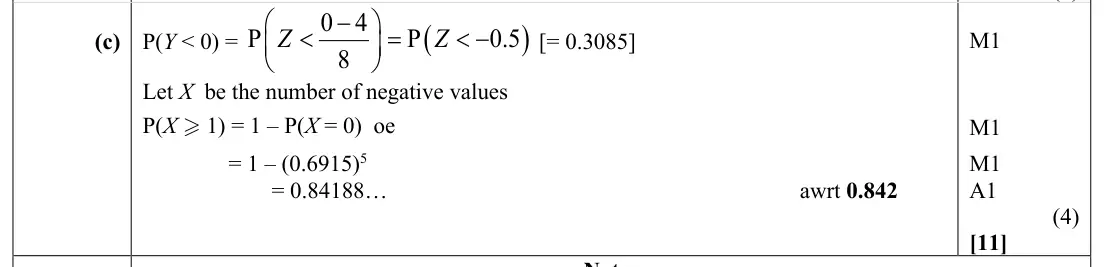 (c) P(Y < 0) = P(Z < (0 − 4)/8) = P(Z < −0.5) [= 0.3085] M1
Let X be the number of negative values
P(X ⩾ 1) = 1 – P(X = 0) oe M1
= 1 – (0.6915)⁵ M1
= 0.84188… awrt 0.842 A1
(4)
[11]